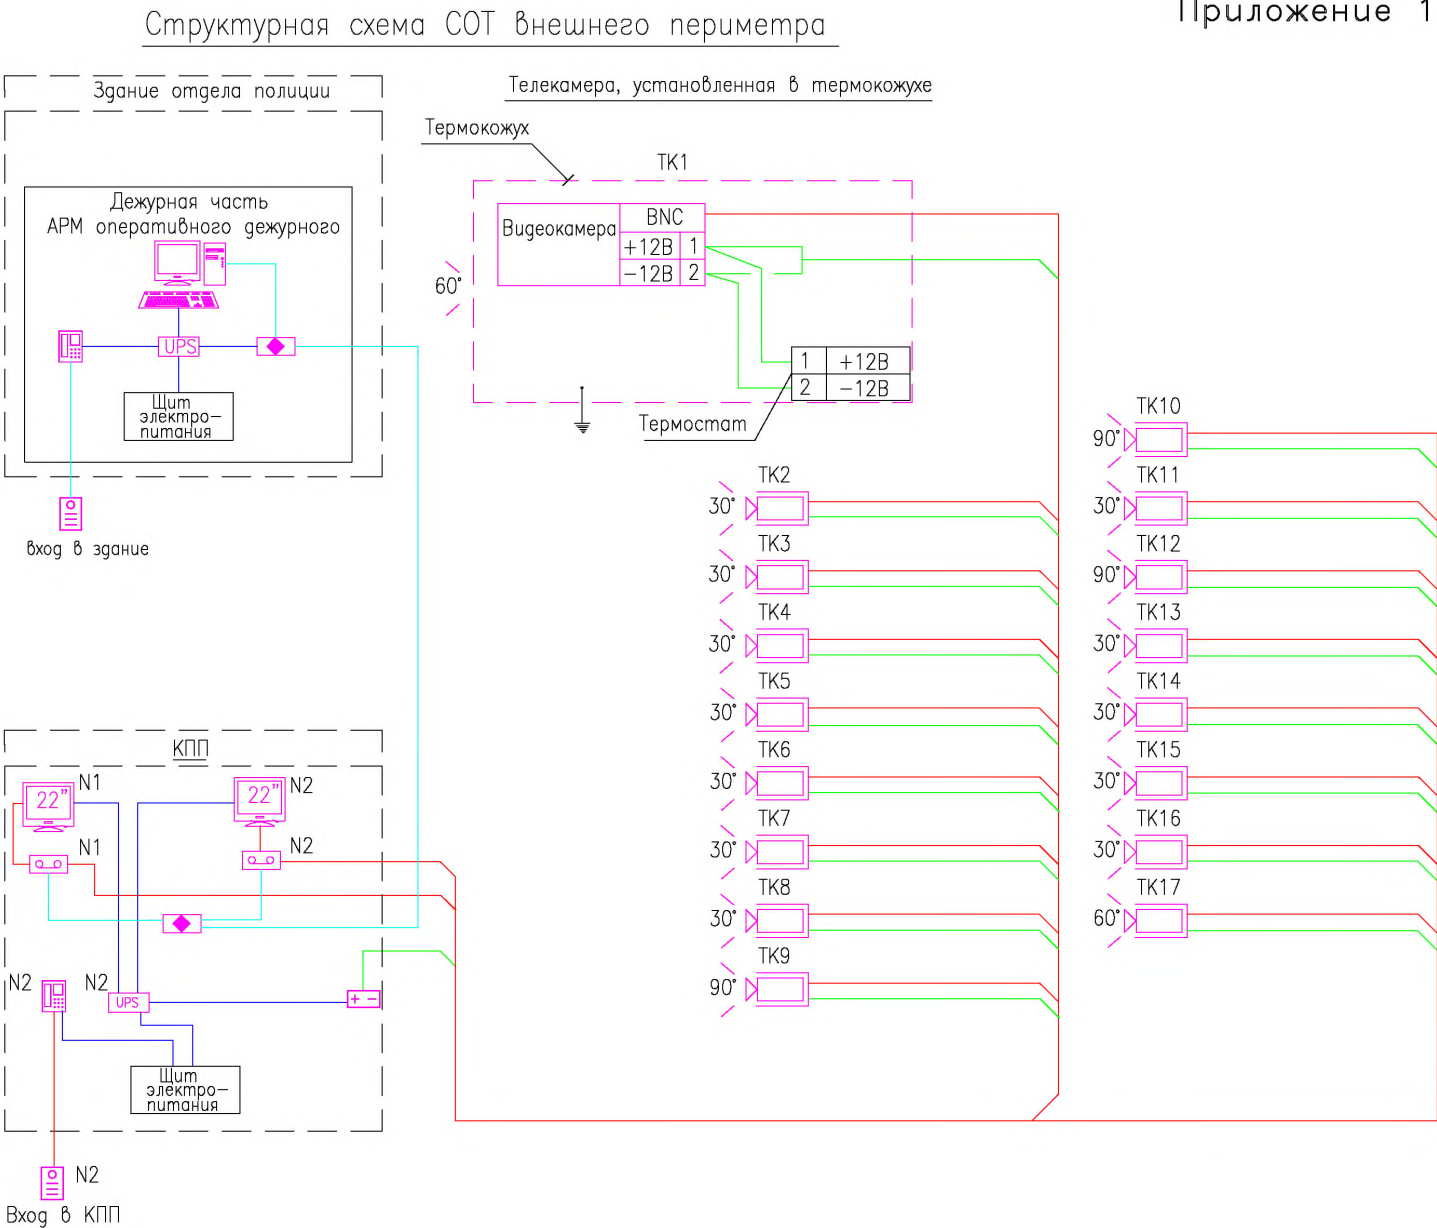 Приложение 1
Структурная схема СОТ внешнего периметра
Здание отдела полиции
Дежурная часть
АРМ оперативного дежурного
UPS
Щит
электро-
питания
вход в здание
Телекамера, установленная в термокожухе
Термокожух
ТК1
Видеокамера
BNC
+12В 1
-12В 2
60°
1 +12В
2 -12В
Термостат
ТК2
30°
ТК3
30°
ТК4
30°
ТК5
30°
ТК6
30°
ТК7
30°
ТК8
30°
ТК9
90°
ТК10
90°
ТК11
30°
ТК12
90°
ТК13
30°
ТК14
30°
ТК15
30°
ТК16
30°
ТК17
60°
КПП
22" N1
22" N2
N1
N2
N2
N2
UPS
+ -
Щит
электро-
питания
N2
Вход в КПП